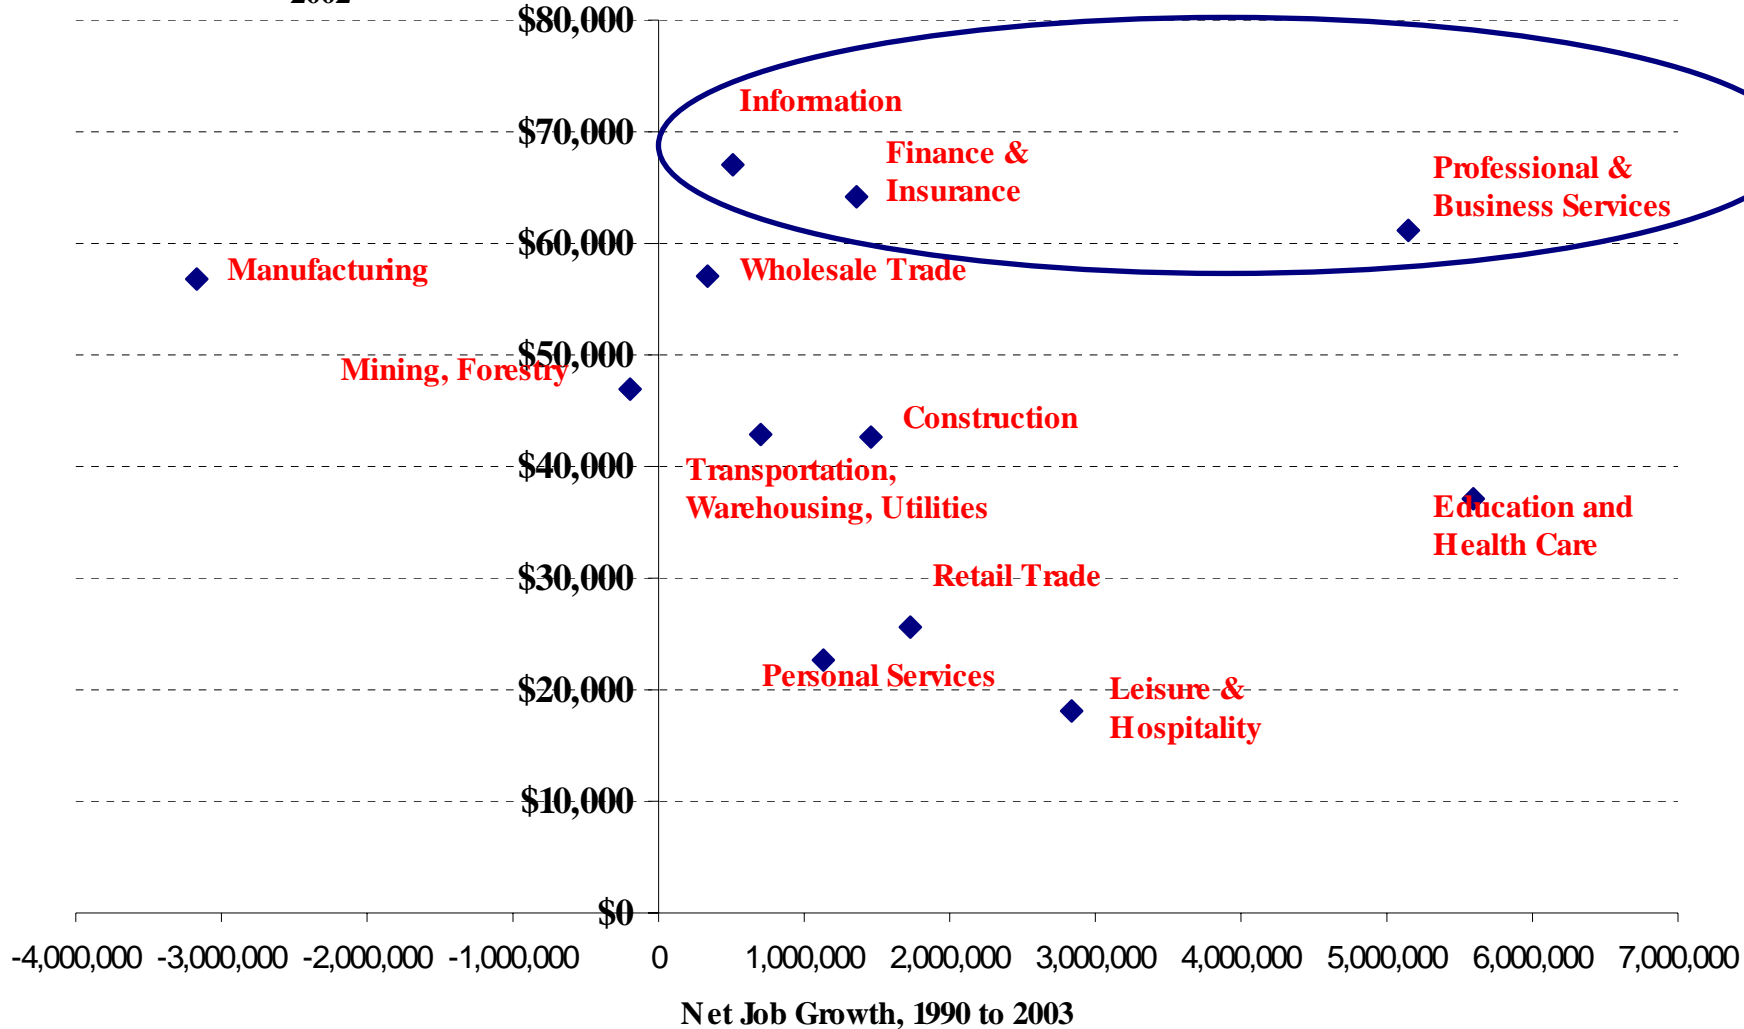 $80,000
Information
$70,000
Finance &
Insurance
Professional &
Business Services
$60,000
Manufacturing
Wholesale Trade
$50,000
Mining, Forestry
Construction
$40,000
Transportation,
Warehousing, Utilities
Education and
Health Care
$30,000
Retail Trade
Personal Services
$20,000
Leisure &
Hospitality
$10,000
$0
-4,000,000 -3,000,000 -2,000,000 -1,000,000 0 1,000,000 2,000,000 3,000,000 4,000,000 5,000,000 6,000,000 7,000,000
Net Job Growth, 1990 to 2003